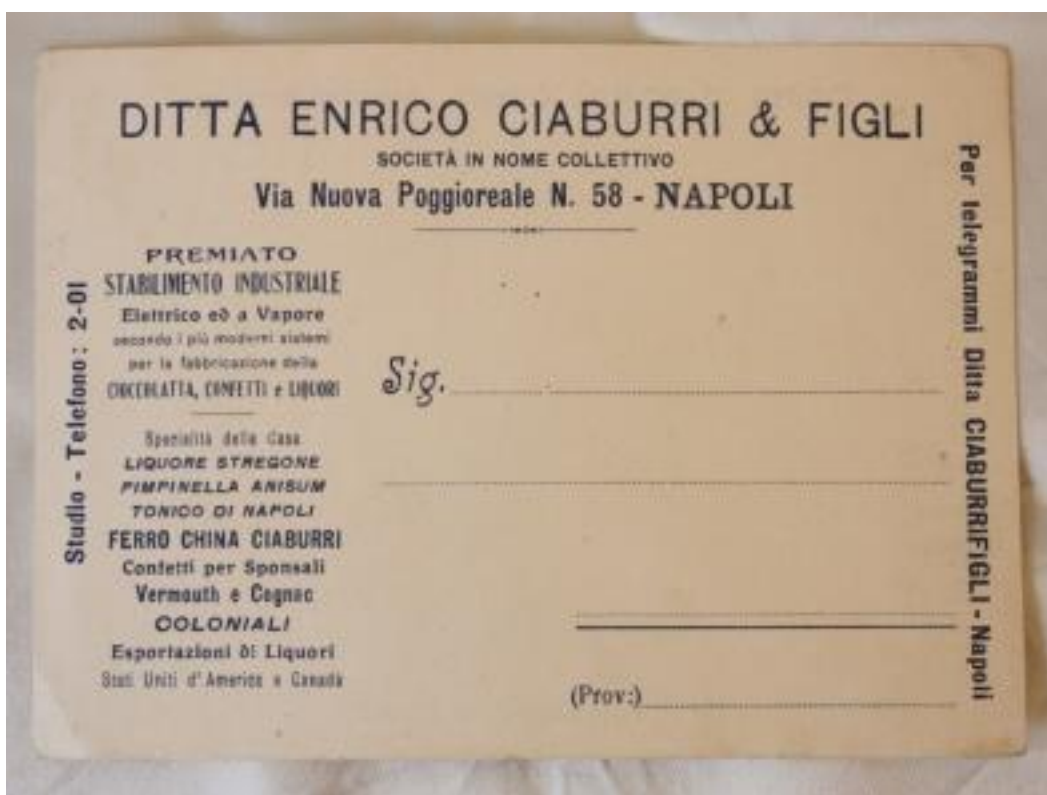 DITTA ENRICO CIABURRI & FIGLI
SOCIETÀ IN NOME COLLETTIVO
Via Nuova Poggioreale N. 58 - NAPOLI
PREMIATO
STABILIMENTO INDUSTRIALE
Elettrico ed a Vapore
secondo i più moderni sistemi
per la fabbricazione della
CIOCCOLATTA, CONFETTI e LIQUORI
Specialità della Casa
LIQUORE STREGONE
PIMPINELLA ANISUM
TONICO DI NAPOLI
FERRO CHINA CIABURRI
Confetti per Sponsali
Vermouth e Cognac
COLONIALI
Esportazioni di Liquori
Stati Uniti d'America e Canadà
Studio - Telefono: 2-01
Sig.
(Prov:)
Per telegrammi Ditta CIABURRIFIGLI - Napoli